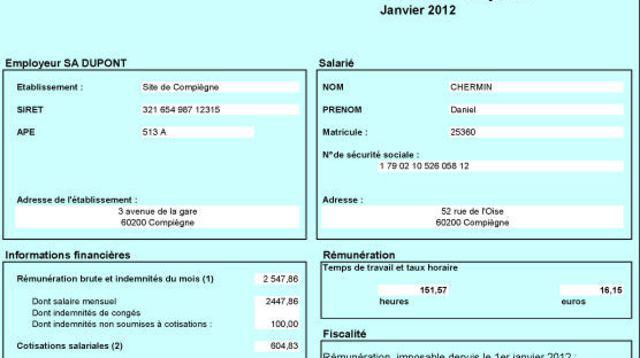 Janvier 2012
Employeur SA DUPONT
Etablissement : Site de Compiègne
SIRET 321 654 987 12315
APE 513 A
Adresse de l'établissement :
3 avenue de la gare
60200 Compiègne
Salarié
NOM CHERMIN
PRENOM Daniel
Matricule : 25360
N°de sécurité sociale :
1 79 02 10 526 058 12
Adresse :
52 rue de l'Oise
60200 Compiègne
Informations financières
Rémunération brute et indemnités du mois (1) 2 547,86
Dont salaire mensuel 2447,86
Dont indemnités de congés
Dont indemnités non soumises à cotisations : 100,00
Cotisations salariales (2) 604,83
Rémunération
Temps de travail et taux horaire
151,57 16,15
heures euros
Fiscalité
Rémunération imposable depuis le 1er janvier 2012 :